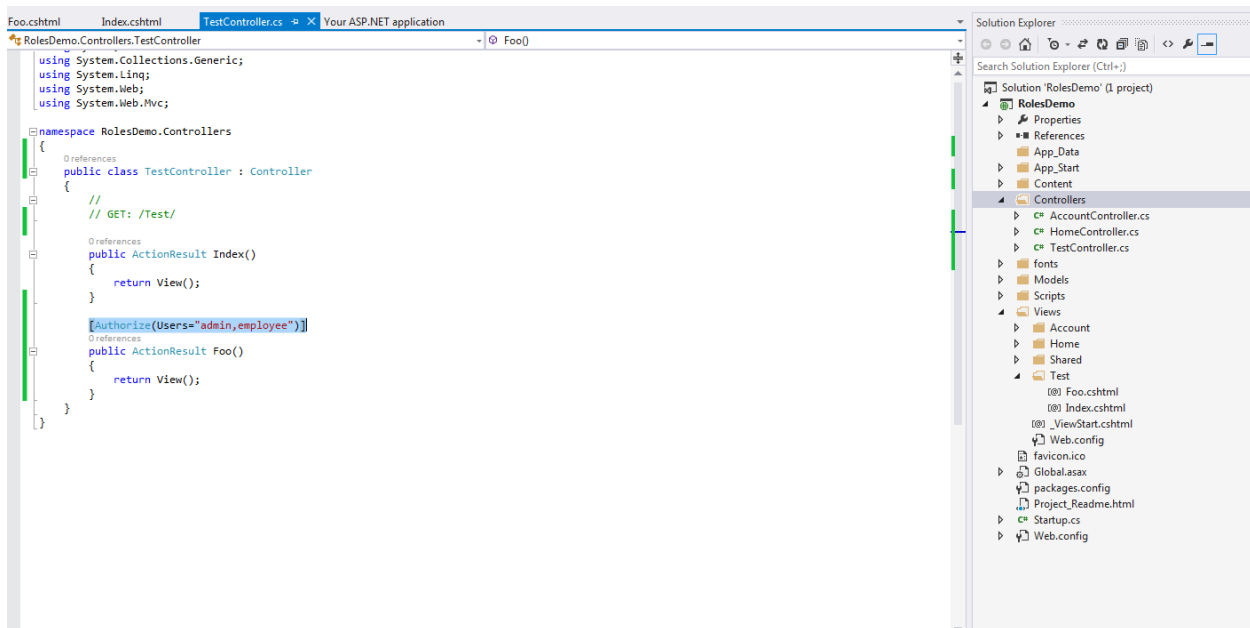 Foo.cshtml Index.cshtml TestController.cs Your ASP.NET application
RolesDemo.Controllers.TestController Foo()
using System.Collections.Generic;
using System.Linq;
using System.Web;
using System.Web.Mvc;
namespace RolesDemo.Controllers
{
0 references
public class TestController : Controller
{
//
// GET: /Test/
0 references
public ActionResult Index()
{
return View();
}
[Authorize(Users="admin,employee")]
0 references
public ActionResult Foo()
{
return View();
}
}
}
Solution Explorer
Search Solution Explorer (Ctrl+;)
Solution 'RolesDemo' (1 project)
RolesDemo
Properties
References
App_Data
App_Start
Content
Controllers
C# AccountController.cs
C# HomeController.cs
C# TestController.cs
fonts
Models
Scripts
Views
Account
Home
Shared
Test
[@] Foo.cshtml
[@] Index.cshtml
[@] _ViewStart.cshtml
Web.config
favicon.ico
Global.asax
packages.config
Project_Readme.html
C# Startup.cs
Web.config